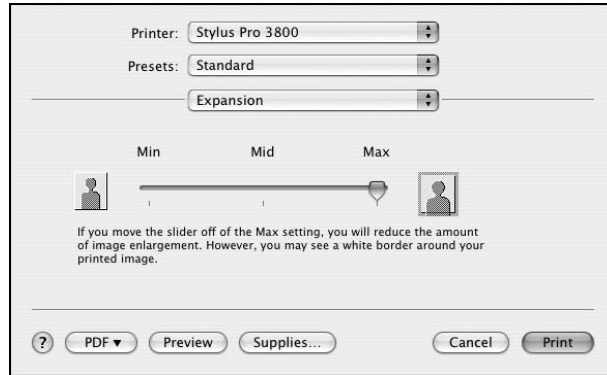 Printer: Stylus Pro 3800
Presets: Standard
Expansion
Min Mid Max
If you move the slider off of the Max setting, you will reduce the amount
of image enlargement. However, you may see a white border around your
printed image.
? PDF ▼ Preview Supplies... Cancel Print